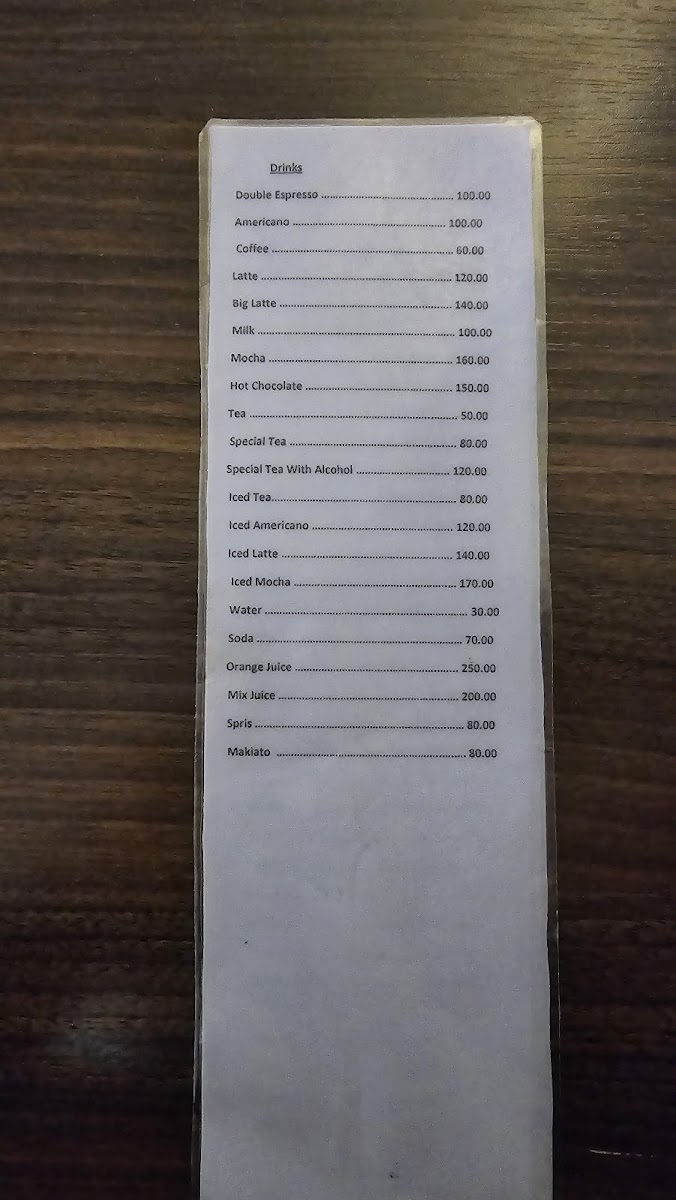 Drinks
Double Espresso ................................................ 100.00
Americano ....................................................... 100.00
Coffee ................................................................. 60.00
Latte ..................................................................... 120.00
Big Latte .............................................................. 140.00
Milk ...................................................................... 100.00
Mocha ................................................................. 160.00
Hot Chocolate ..................................................... 150.00
Tea .......................................................................... 50.00
Special Tea ........................................................... 80.00
Special Tea With Alcohol ................................. 120.00
Iced Tea................................................................. 80.00
Iced Americano .................................................. 120.00
Iced Latte ............................................................. 140.00
Iced Mocha .......................................................... 170.00
Water ........................................................................ 30.00
Soda ......................................................................... 70.00
Orange Juice .......................................................... 250.00
Mix Juice ................................................................ 200.00
Spris .......................................................................... 80.00
Makiato .................................................................... 80.00